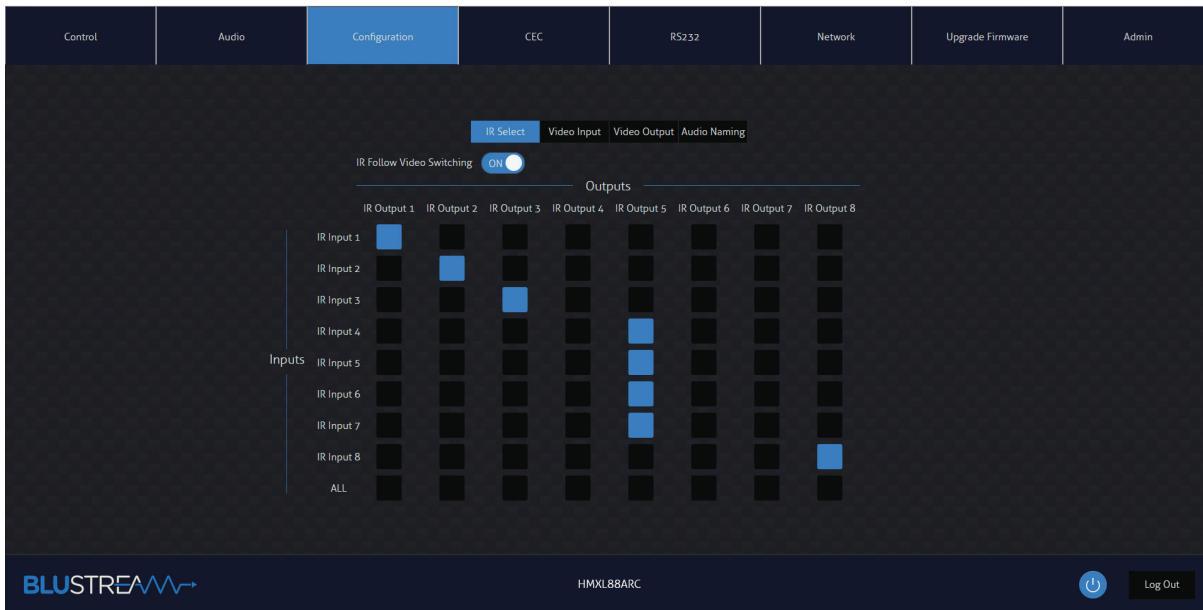 Control Audio Configuration CEC RS232 Network Upgrade Firmware Admin
IR Select Video Input Video Output Audio Naming
IR Follow Video Switching ON
Outputs
IR Output 1 IR Output 2 IR Output 3 IR Output 4 IR Output 5 IR Output 6 IR Output 7 IR Output 8
IR Input 1
IR Input 2
IR Input 3
IR Input 4
Inputs
IR Input 5
IR Input 6
IR Input 7
IR Input 8
ALL
BLUSTREAM HMXL88ARC Log Out